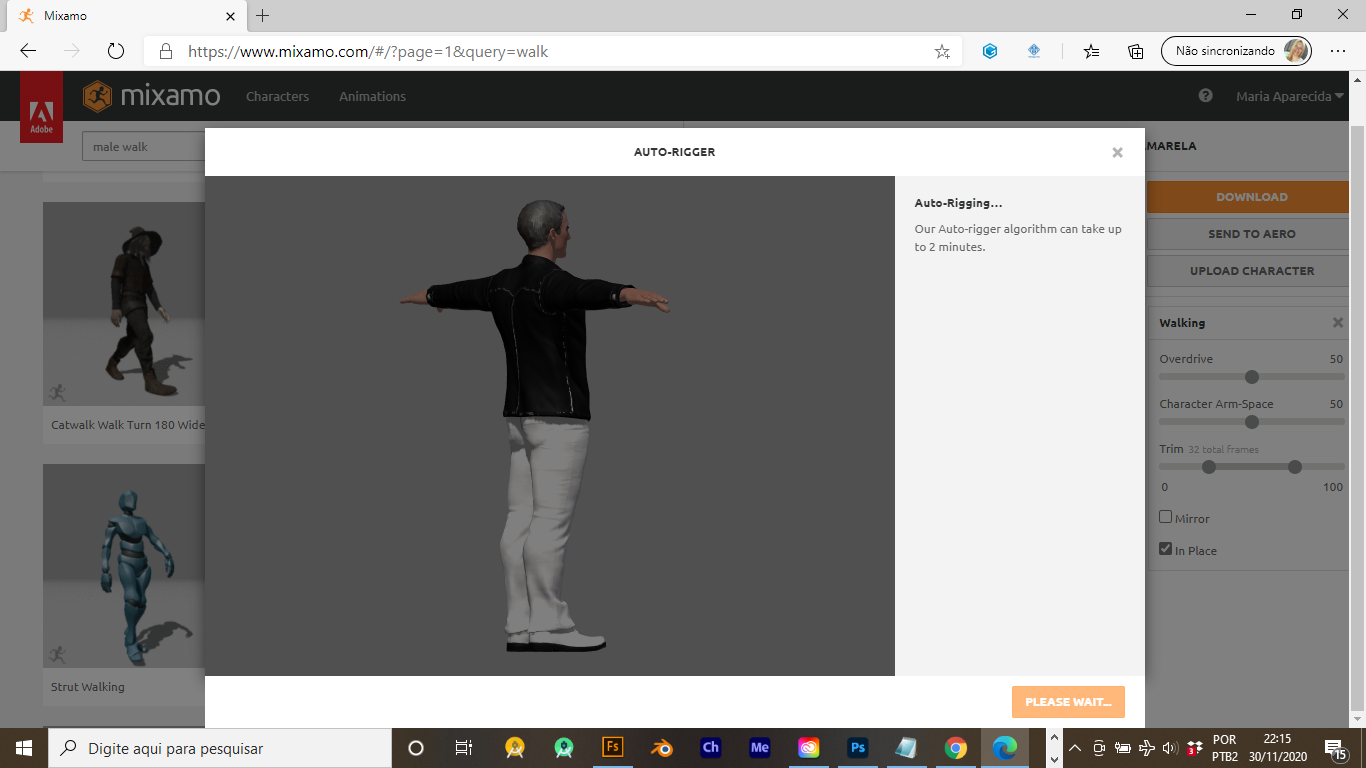 Mixamo
https://www.mixamo.com/#/?page=1&query=walk
Não sincronizando
Adobe
mixamo
Characters
Animations
Maria Aparecida
male walk
AUTO-RIGGER
MARELA
Auto-Rigging...
Our Auto-rigger algorithm can take up
to 2 minutes.
DOWNLOAD
SEND TO AERO
UPLOAD CHARACTER
Walking
Overdrive 50
Character Arm-Space 50
Trim 32 total frames
0 100
Mirror
In Place
Catwalk Walk Turn 180 Wide
Strut Walking
PLEASE WAIT...
Digite aqui para pesquisar
Fs
Ch
Me
Ps
3
POR
PTB2
22:15
30/11/2020
15